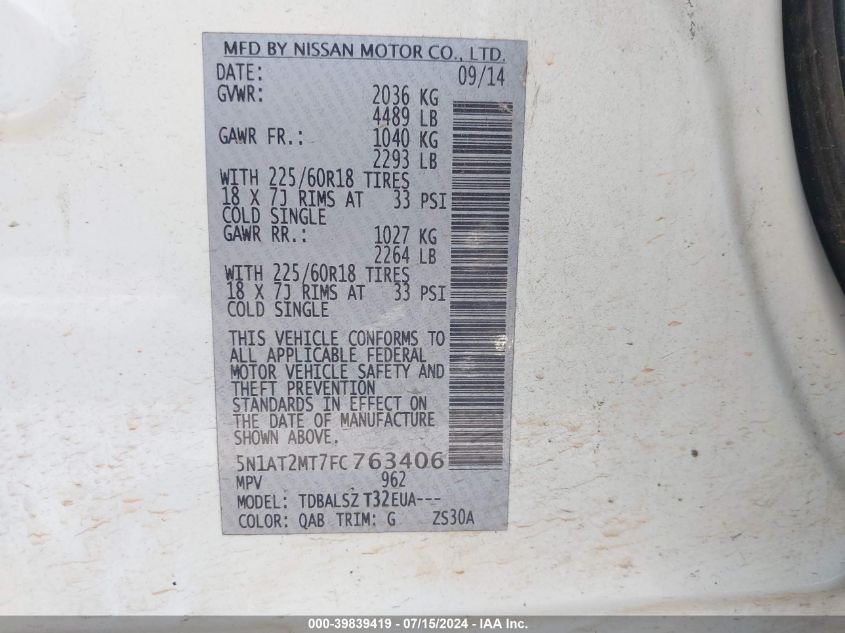 MFD BY NISSAN MOTOR CO., LTD.
DATE: 09/14
GVWR: 2036 KG
4489 LB
GAWR FR.: 1040 KG
2293 LB
WITH 225/60R18 TIRES
18 X 7J RIMS AT 33 PSI
COLD SINGLE
GAWR RR.: 1027 KG
2264 LB
WITH 225/60R18 TIRES
18 X 7J RIMS AT 33 PSI
COLD SINGLE
THIS VEHICLE CONFORMS TO
ALL APPLICABLE FEDERAL
MOTOR VEHICLE SAFETY AND
THEFT PREVENTION
STANDARDS IN EFFECT ON
THE DATE OF MANUFACTURE
SHOWN ABOVE.
5N1AT2MT7FC763406
MPV 962
MODEL: TDBALSZ T32EUA---
COLOR: QAB TRIM: G ZS30A
000-39839419 - 07/15/2024 - IAA Inc.